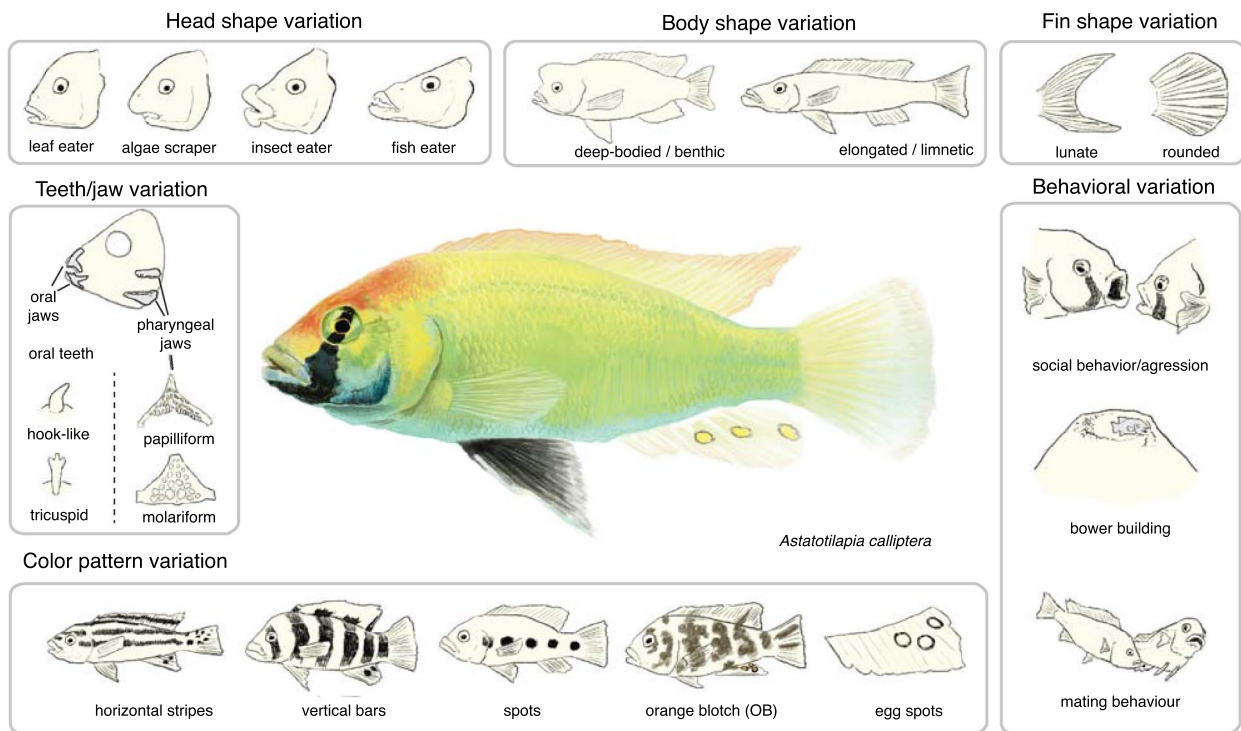 Head shape variation
leaf eater
algae scraper
insect eater
fish eater
Body shape variation
deep-bodied / benthic
elongated / limnetic
Fin shape variation
lunate
rounded
Teeth/jaw variation
oral
jaws
pharyngeal
jaws
oral teeth
hook-like
papilliform
tricuspid
molariform
Behavioral variation
social behavior/agression
bower building
mating behaviour
Astatotilapia calliptera
Color pattern variation
horizontal stripes
vertical bars
spots
orange blotch (OB)
egg spots